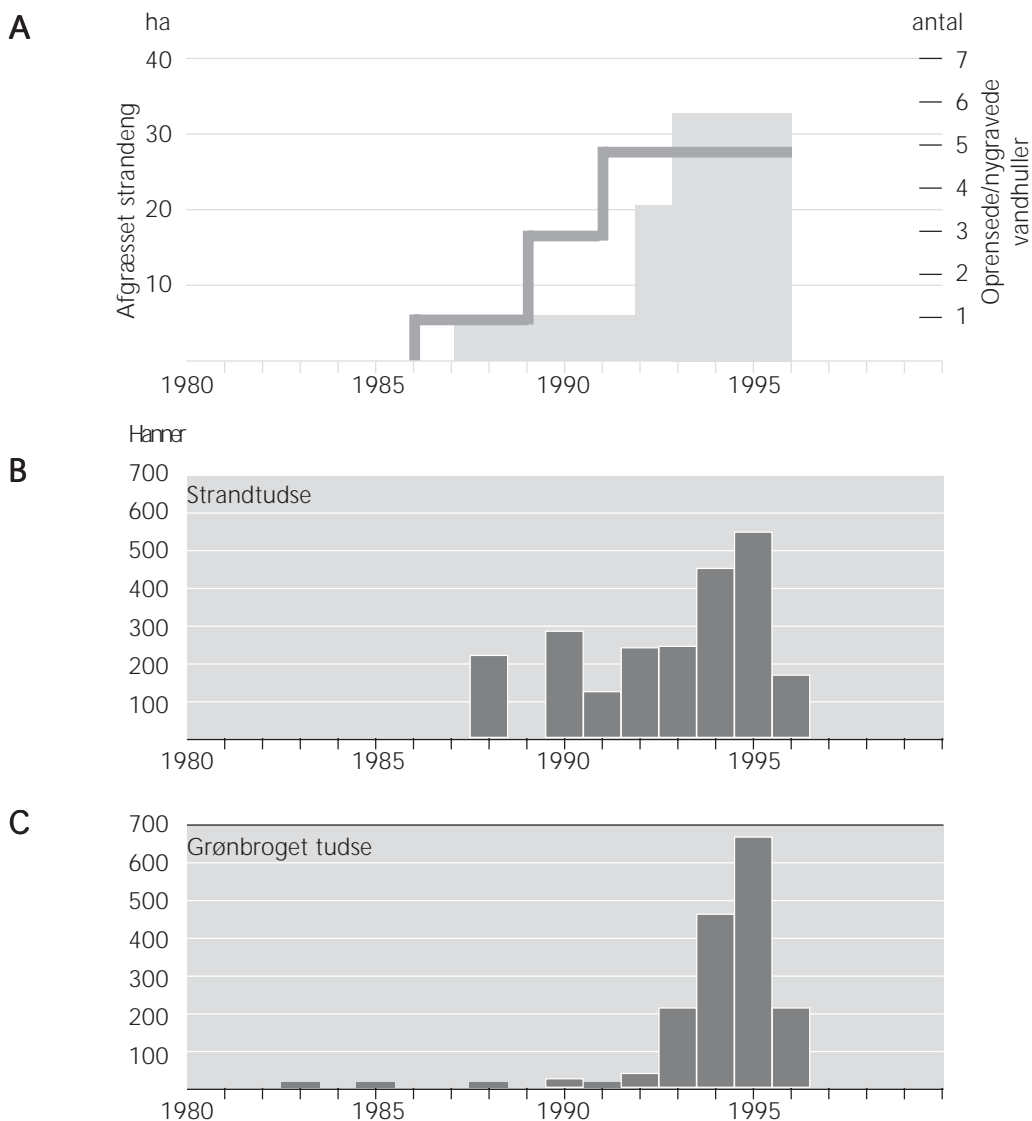 A
ha
antal
40
30
20
10
Afgræsset strandeng
7
6
5
4
3
2
1
Oprensede/nygravede
vandhuller
1980 1985 1990 1995
Hanner
B
700
600
500
400
300
200
100
Strandtudse
1980 1985 1990 1995
C
700
600
500
400
300
200
100
Grønbroget tudse
1980 1985 1990 1995